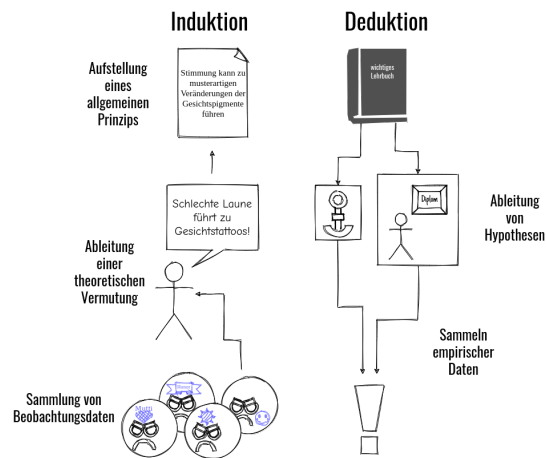 Induktion
Deduktion
Aufstellung
eines
allgemeinen
Prinzips
Stimmung kann zu
musterartigen
Veränderungen der
Gesichtspigmente
führen
wichtiges
Lehrbuch
Schlechte Laune
führt zu
Gesichtstattoos!
Diplom
Ableitung
von
Hypothesen
Ableitung
einer
theoretischen
Vermutung
Sammeln
empirischer
Daten
Sammlung von
Beobachtungsdaten
Mutti